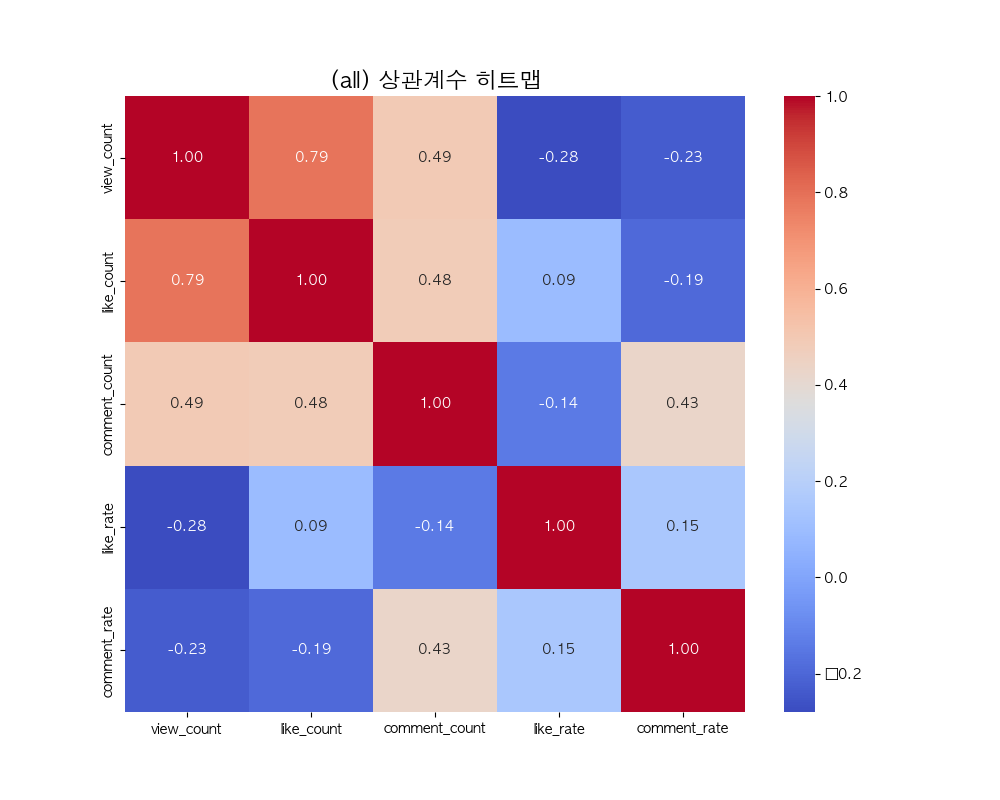 (all) 상관계수 히트맵
view_count 1.00 0.79 0.49 -0.28 -0.23
like_count 0.79 1.00 0.48 0.09 -0.19
comment_count 0.49 0.48 1.00 -0.14 0.43
like_rate -0.28 0.09 -0.14 1.00 0.15
comment_rate -0.23 -0.19 0.43 0.15 1.00
view_count like_count comment_count like_rate comment_rate
1.0
0.8
0.6
0.4
0.2
0.0
□0.2